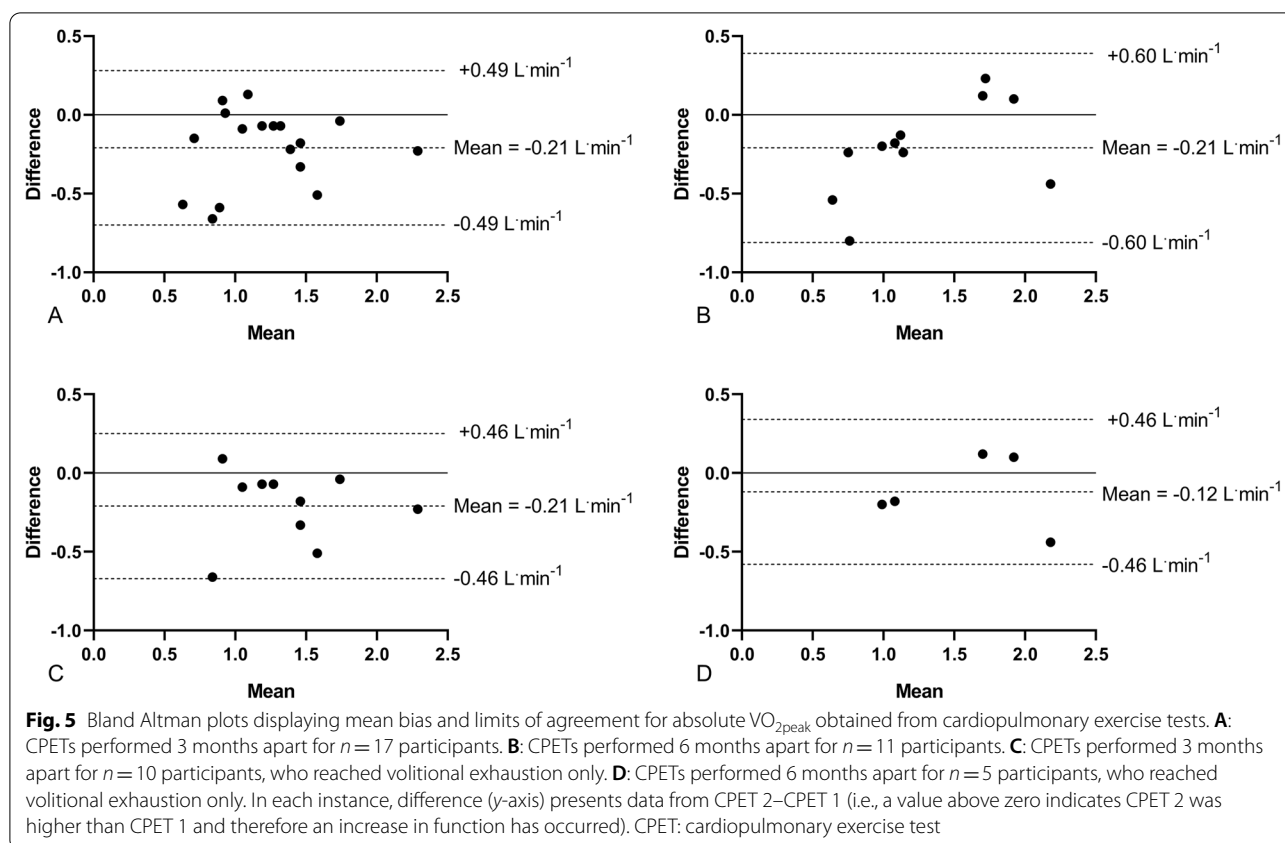 0.5
+0.49 L·min⁻¹
0.0
Mean = -0.21 L·min⁻¹
-0.5
-0.49 L·min⁻¹
-1.0
0.0 0.5 1.0 1.5 2.0 2.5
Difference
A
Mean
0.5
+0.60 L·min⁻¹
0.0
Mean = -0.21 L·min⁻¹
-0.5
-0.60 L·min⁻¹
-1.0
0.0 0.5 1.0 1.5 2.0 2.5
Difference
B
Mean
0.5
+0.46 L·min⁻¹
0.0
Mean = -0.21 L·min⁻¹
-0.5
-0.46 L·min⁻¹
-1.0
0.0 0.5 1.0 1.5 2.0 2.5
Difference
C
Mean
0.5
+0.46 L·min⁻¹
0.0
Mean = -0.12 L·min⁻¹
-0.5
-0.46 L·min⁻¹
-1.0
0.0 0.5 1.0 1.5 2.0 2.5
Difference
D
Mean
Fig. 5 Bland Altman plots displaying mean bias and limits of agreement for absolute VO₂peak obtained from cardiopulmonary exercise tests. A:
CPETs performed 3 months apart for n = 17 participants. B: CPETs performed 6 months apart for n = 11 participants. C: CPETs performed 3 months
apart for n = 10 participants, who reached volitional exhaustion only. D: CPETs performed 6 months apart for n = 5 participants, who reached
volitional exhaustion only. In each instance, difference (y-axis) presents data from CPET 2–CPET 1 (i.e., a value above zero indicates CPET 2 was
higher than CPET 1 and therefore an increase in function has occurred). CPET: cardiopulmonary exercise test